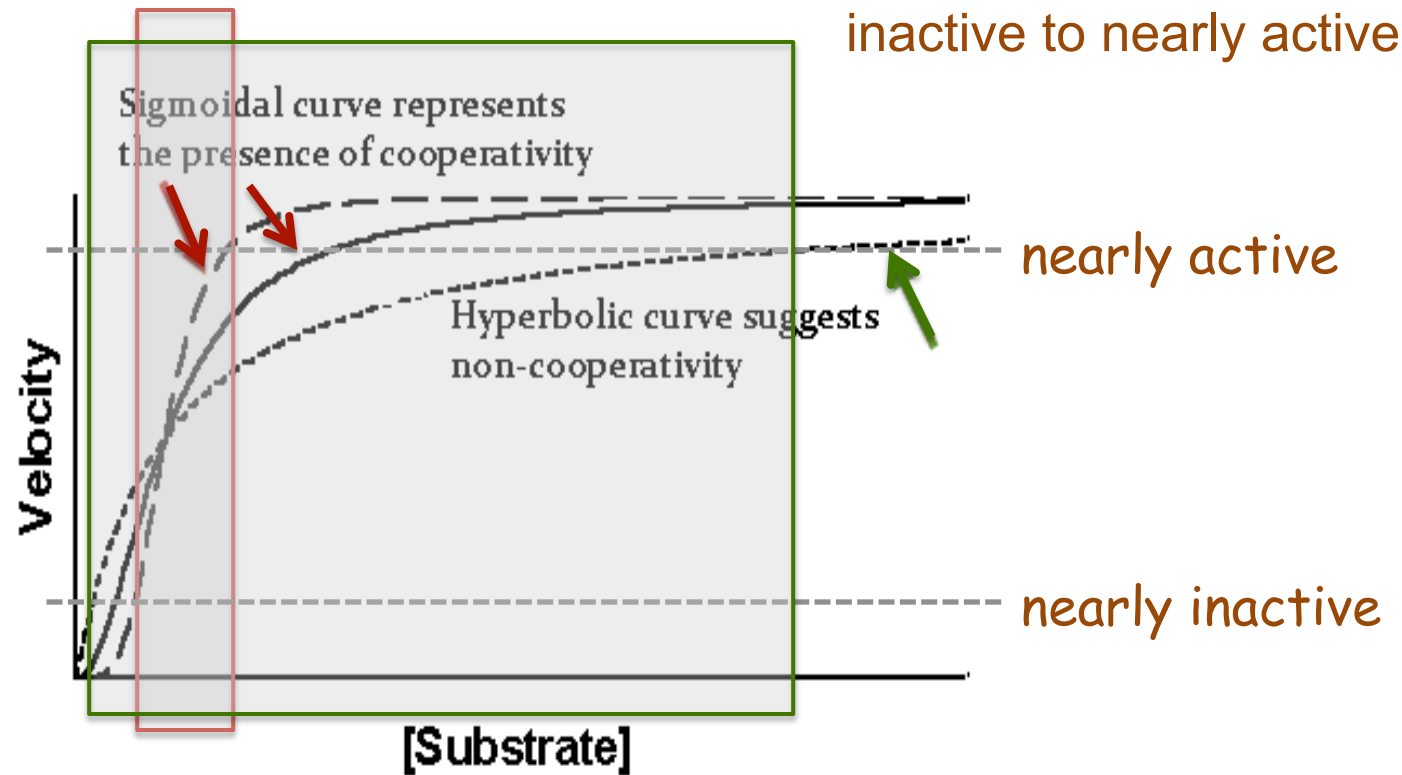 inactive to nearly active
Sigmoidal curve represents
the presence of cooperativity
nearly active
Hyperbolic curve suggests
non-cooperativity
Velocity
nearly inactive
[Substrate]